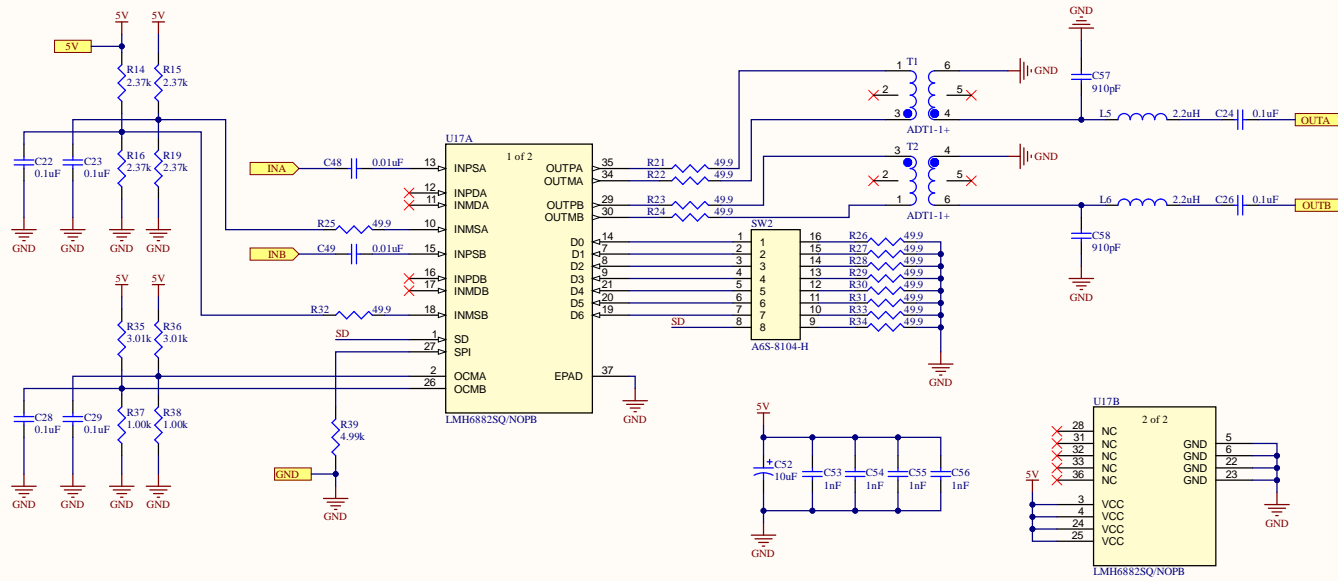 5V
5V
5V
R14
2.37k
R15
2.37k
R16
2.37k
R19
2.37k
C22
0.1uF
C23
0.1uF
GND
GND
GND
GND
INA
C48
0.01uF
R25
49.9
INB
C49
0.01uF
R32
49.9
SD
U17A
1 of 2
13
INPSA
12
INPDA
11
INMDA
10
INMSA
15
INPSB
16
INPDB
17
INMDB
18
INMSB
1
SD
27
SPI
2
OCMA
26
OCMB
OUTPA
35
OUTMA
34
OUTPB
29
OUTMB
30
D0
14
D1
7
D2
8
D3
9
D4
21
D5
20
D6
19
EPAD
37
LMH6882SQ/NOPB
GND
5V
5V
R35
3.01k
R36
3.01k
R37
1.00k
R38
1.00k
C28
0.1uF
C29
0.1uF
GND
GND
GND
GND
R39
4.99k
GND
GND
R21
49.9
R22
49.9
R23
49.9
R24
49.9
T1
1
2
3
6
5
4
ADT1-1+
GND
T2
3
2
1
4
5
6
ADT1-1+
GND
GND
C57
910pF
L5
2.2uH
C24
0.1uF
OUTA
L6
2.2uH
C26
0.1uF
OUTB
C58
910pF
GND
SW2
1
1
16
2
2
15
3
3
14
4
4
13
5
5
12
6
6
11
7
7
10
SD
8
8
9
A6S-8104-H
R26
49.9
R27
49.9
R28
49.9
R29
49.9
R30
49.9
R31
49.9
R33
49.9
R34
49.9
GND
5V
C52
10uF
C53
1nF
C54
1nF
C55
1nF
C56
1nF
GND
U17B
2 of 2
28
NC
31
NC
32
NC
33
NC
36
NC
5V
3
VCC
4
VCC
24
VCC
25
VCC
GND
5
GND
6
GND
22
GND
23
GND
LMH6882SQ/NOPB